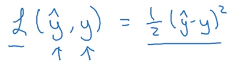 ℒ(ŷ, y) = ½(ŷ-y)²